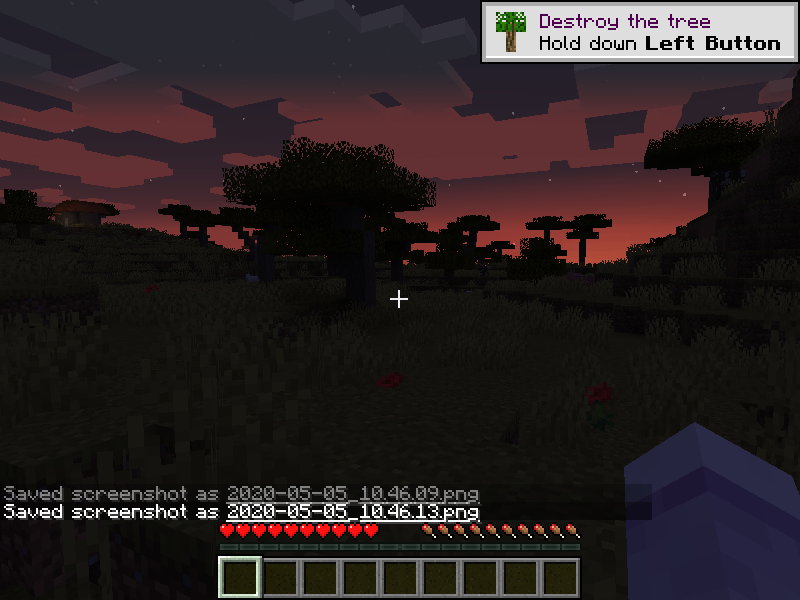 Destroy the tree
Hold down Left Button
Saved screenshot as 2020-05-05_10.46.09.png
Saved screenshot as 2020-05-05_10.46.13.png